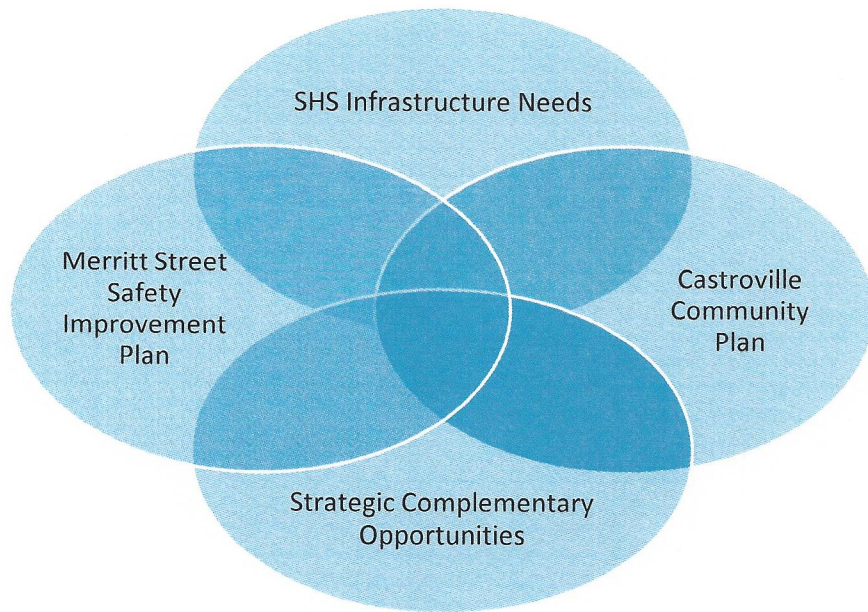 SHS Infrastructure Needs
Merritt Street
Safety
Improvement
Plan
Castroville
Community
Plan
Strategic Complementary
Opportunities